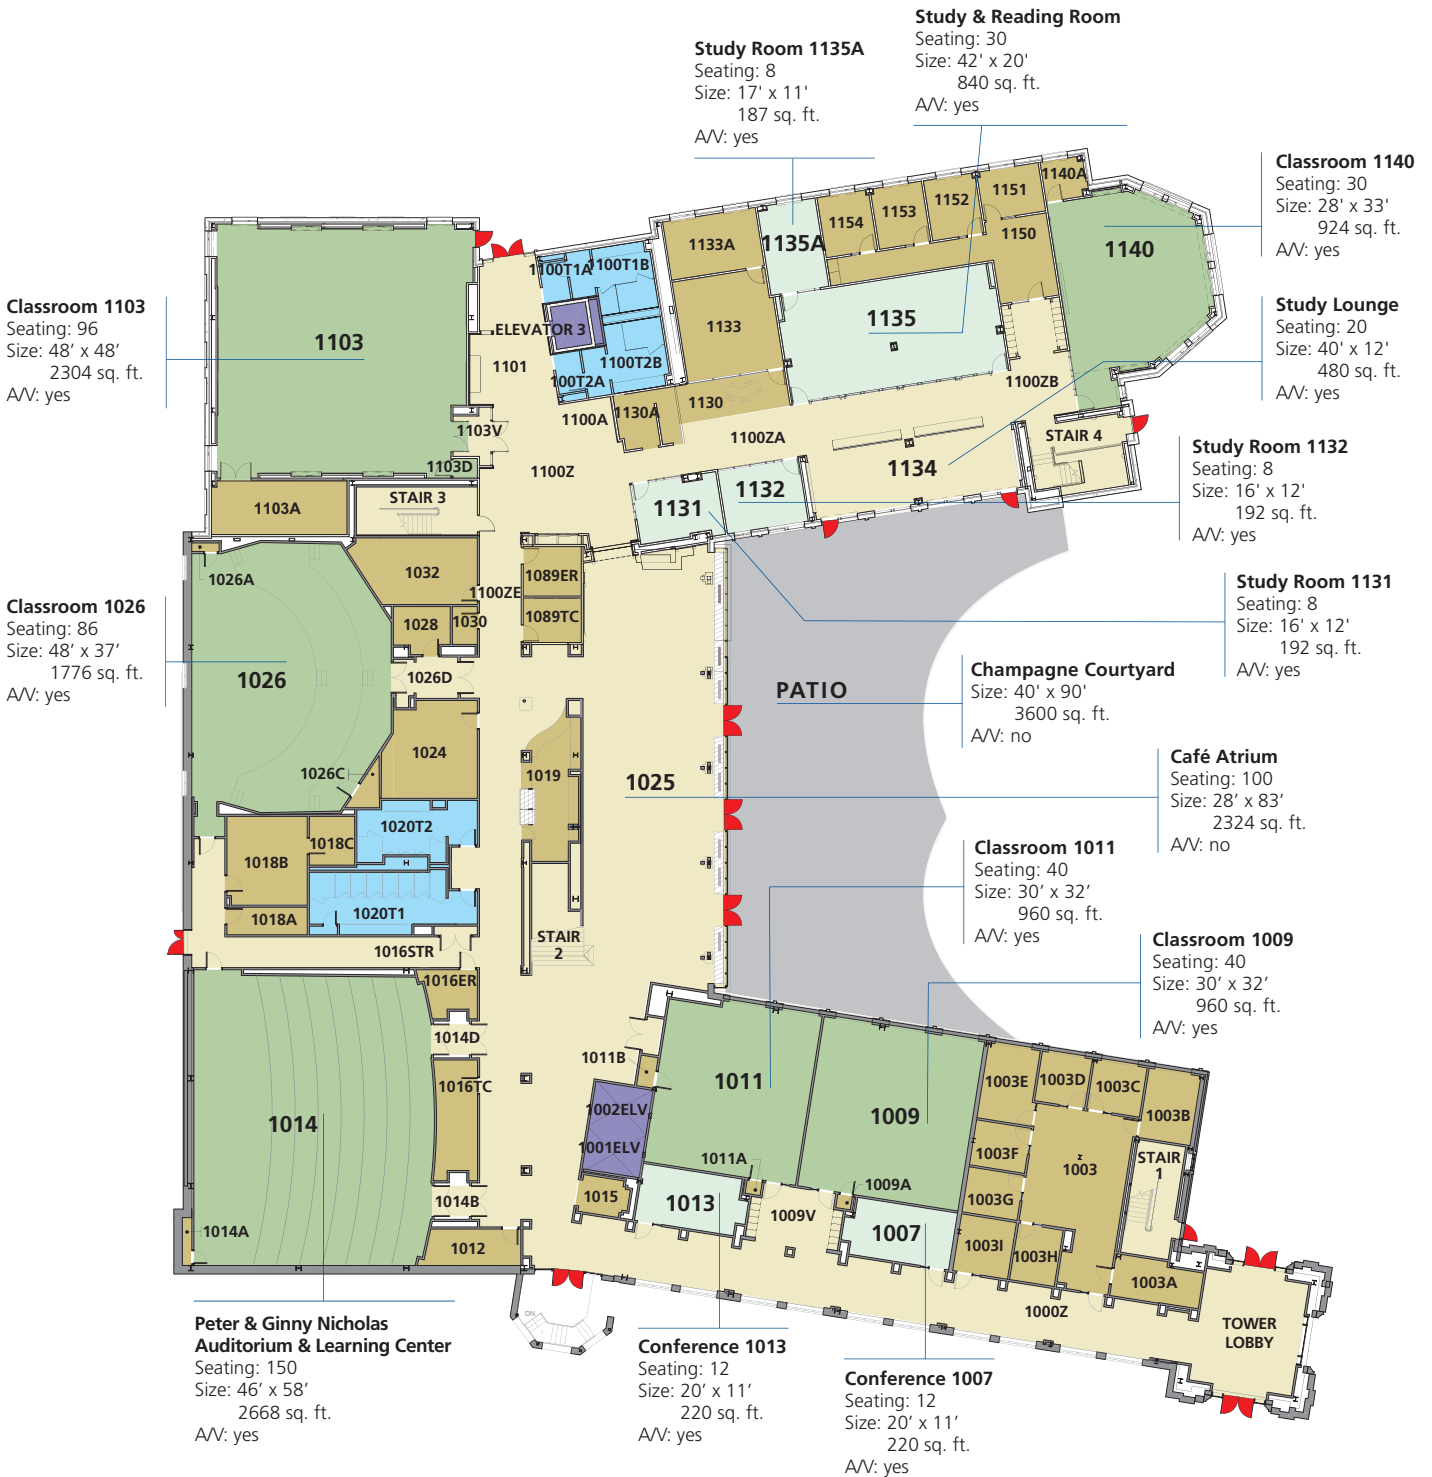 Study & Reading Room
Seating: 30
Size: 42' x 20'
840 sq. ft.
A/V: yes
Study Room 1135A
Seating: 8
Size: 17' x 11'
187 sq. ft.
A/V: yes
Classroom 1140
Seating: 30
Size: 28' x 33'
924 sq. ft.
A/V: yes
Classroom 1103
Seating: 96
Size: 48’ x 48’
2304 sq. ft.
A/V: yes
Study Lounge
Seating: 20
Size: 40' x 12'
480 sq. ft.
A/V: yes
Study Room 1132
Seating: 8
Size: 16' x 12'
192 sq. ft.
A/V: yes
Study Room 1131
Seating: 8
Size: 16' x 12'
192 sq. ft.
A/V: yes
Classroom 1026
Seating: 86
Size: 48’ x 37’
1776 sq. ft.
A/V: yes
Champagne Courtyard
Size: 40' x 90'
3600 sq. ft.
A/V: no
Café Atrium
Seating: 100
Size: 28’ x 83’
2324 sq. ft.
A/V: no
Classroom 1011
Seating: 40
Size: 30’ x 32’
960 sq. ft.
A/V: yes
Classroom 1009
Seating: 40
Size: 30’ x 32’
960 sq. ft.
A/V: yes
Peter & Ginny Nicholas
Auditorium & Learning Center
Seating: 150
Size: 46’ x 58’
2668 sq. ft.
A/V: yes
Conference 1013
Seating: 12
Size: 20’ x 11’
220 sq. ft.
A/V: yes
Conference 1007
Seating: 12
Size: 20’ x 11’
220 sq. ft.
A/V: yes
1140A
1151
1152
1153
1154
1150
1135A
1133A
1140
1100T1A
1100T1B
ELEVATOR 3
1135
1133
1103
1101
1100T2B
100T2A
1100ZB
1130
1130A
1100A
1103V
1100ZA
STAIR 4
1103D
1100Z
1134
1132
1131
STAIR 3
1103A
1032
1089ER
1026A
1100ZE
1089TC
1028
1030
1026
1026D
PATIO
1024
1026C
1019
1025
1020T2
1018C
1018B
1020T1
1018A
STAIR
2
1016STR
1016ER
1014D
1011B
1016TC
1011
1009
1003E
1003D
1003C
1003B
1002ELV
1014
1001ELV
1011A
1003F
1003
STAIR
1
1009A
1015
1013
1003G
1014B
1009V
1007
1014A
1012
1003I
1003H
1003A
1000Z
DN
TOWER
LOBBY